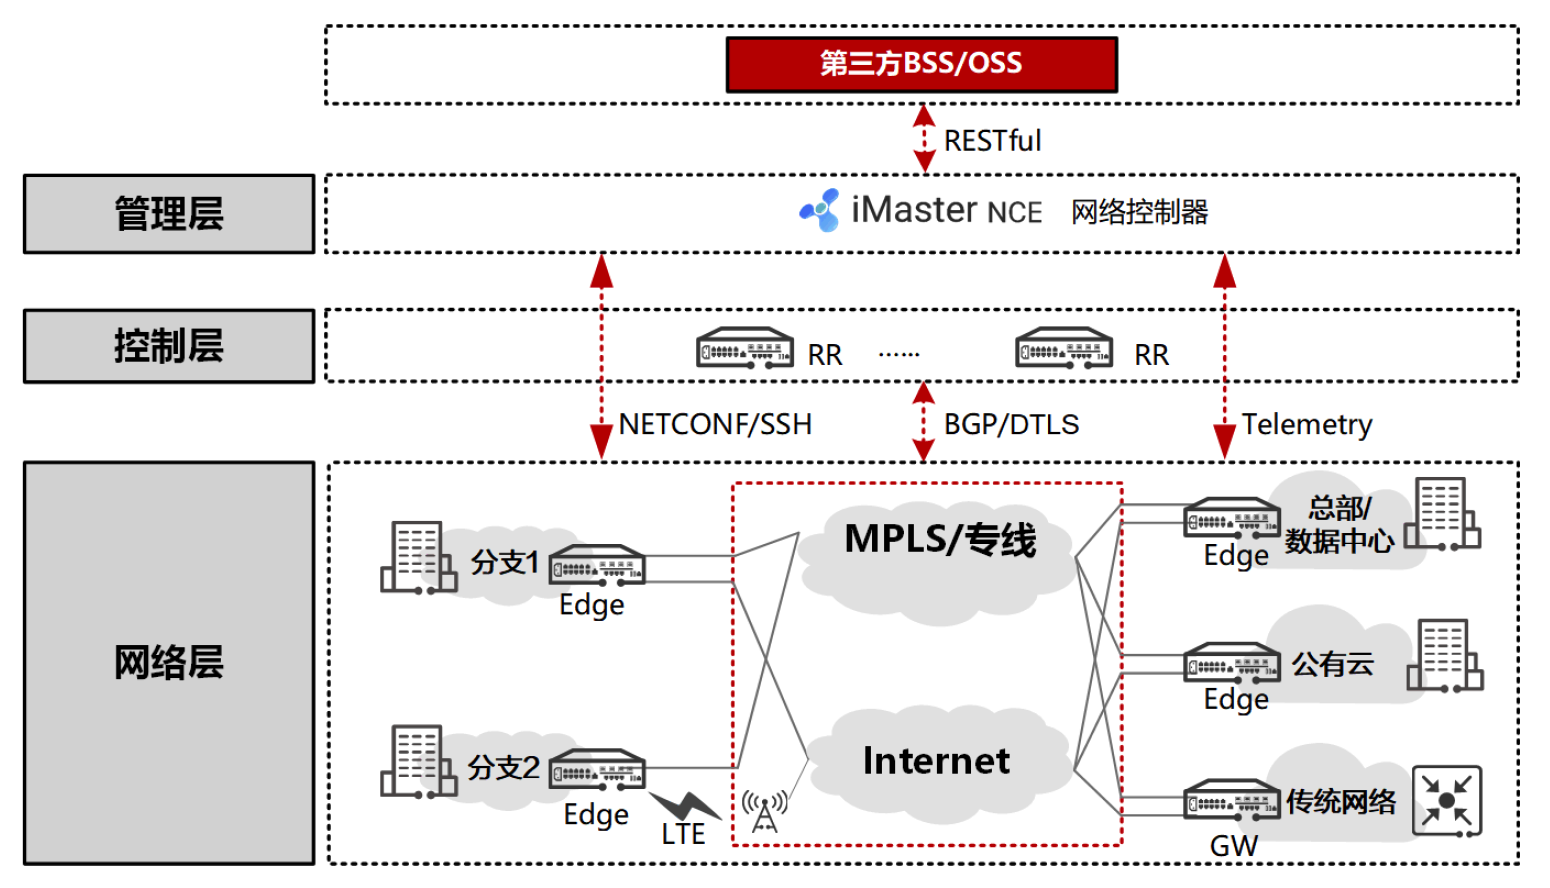 第三方BSS/OSS
RESTful
管理层
iMaster NCE 网络控制器
控制层
RR ...... RR
NETCONF/SSH
BGP/DTLS
Telemetry
网络层
分支1
Edge
MPLS/专线
Edge
总部/
数据中心
Edge
公有云
分支2
Edge
LTE
Internet
传统网络
GW